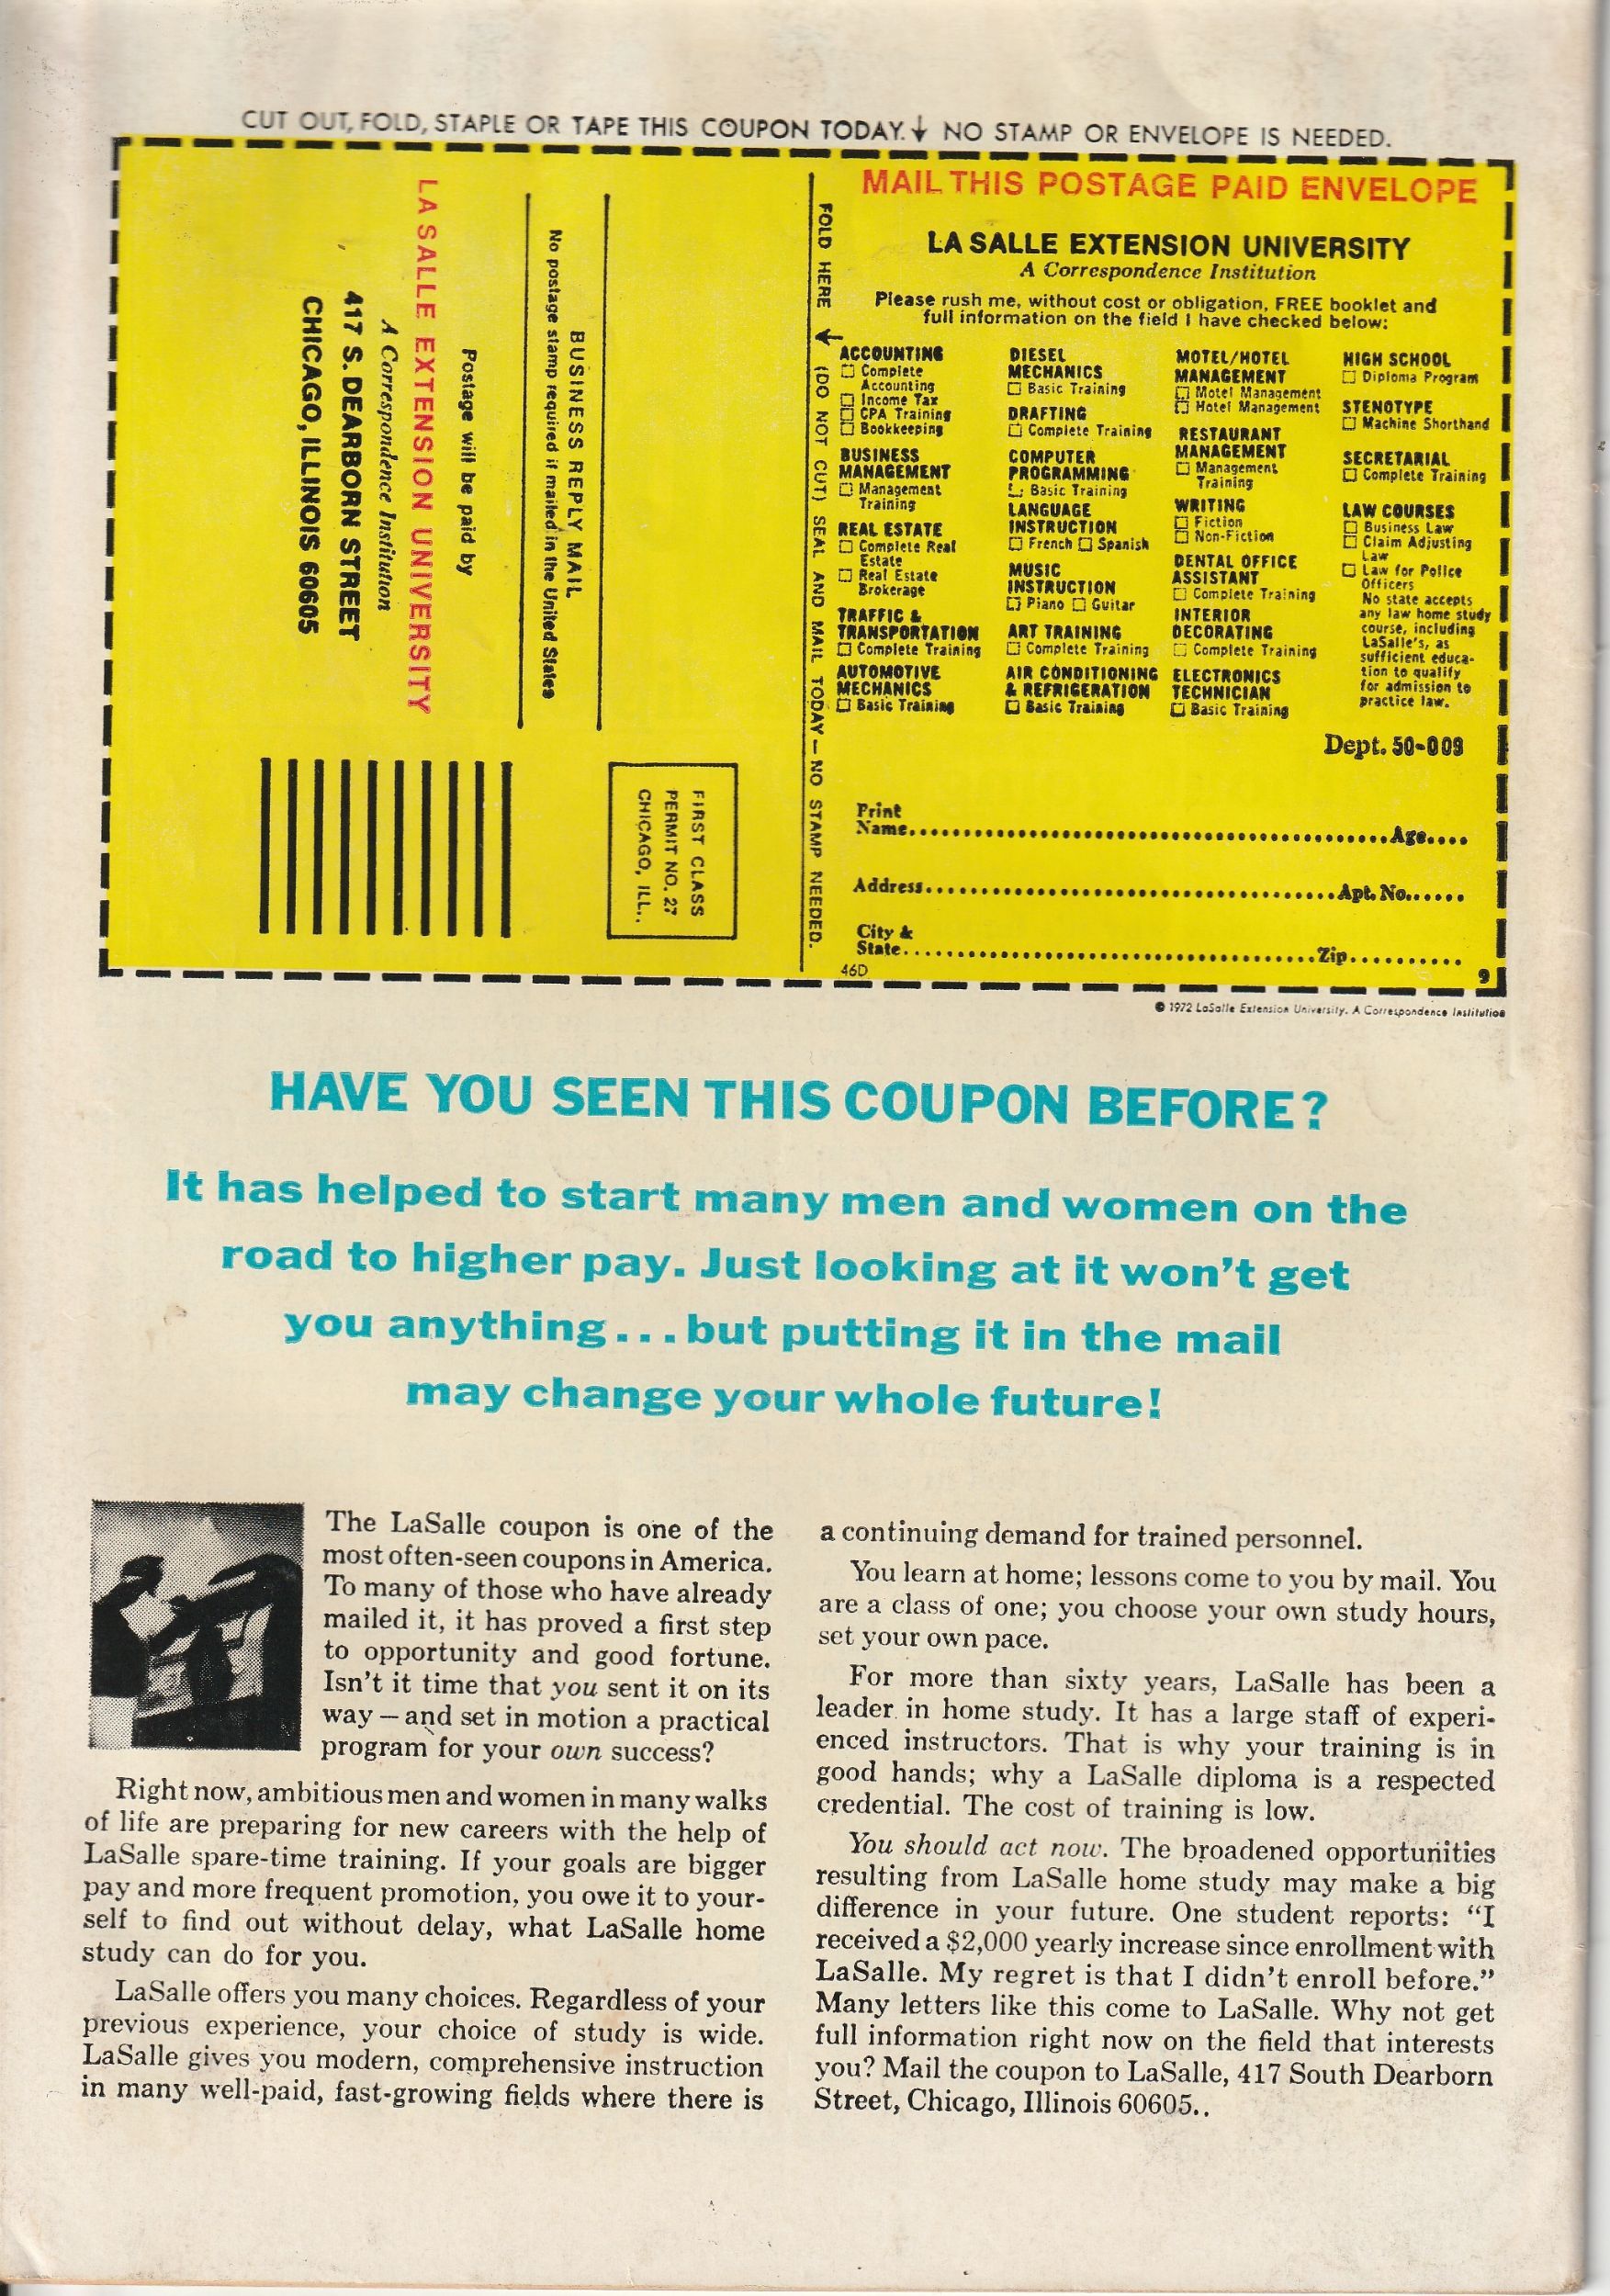 CUT OUT, FOLD, STAPLE OR TAPE THIS COUPON TODAY. ↓ NO STAMP OR ENVELOPE IS NEEDED.
LASALLE EXTENSION UNIVERSITY
A Correspondence Institution
417 S. DEARBORN STREET
CHICAGO, ILLINOIS 60605
Postage will be paid by
BUSINESS REPLY MAIL
No postage stamp required if mailed in the United States
FIRST CLASS
PERMIT NO. 27
CHICAGO, ILL..
FOLD HERE ↓ (DO NOT CUT) SEAL AND MAIL TODAY — NO STAMP NEEDED.
MAIL THIS POSTAGE PAID ENVELOPE
LA SALLE EXTENSION UNIVERSITY
A Correspondence Institution
Please rush me, without cost or obligation, FREE booklet and
full information on the field I have checked below:
ACCOUNTING
☐ Complete
Accounting
☐ Income Tax
☐ CPA Training
☐ Bookkeeping
BUSINESS
MANAGEMENT
☐ Management
Training
REAL ESTATE
☐ Complete Real
Estate
☐ Real Estate
Brokerage
TRAFFIC &
TRANSPORTATION
☐ Complete Training
AUTOMOTIVE
MECHANICS
☐ Basic Training
DIESEL
MECHANICS
☐ Basic Training
DRAFTING
☐ Complete Training
COMPUTER
PROGRAMMING
☐ Basic Training
LANGUAGE
INSTRUCTION
☐ French ☐ Spanish
MUSIC
INSTRUCTION
☐ Piano ☐ Guitar
ART TRAINING
☐ Complete Training
AIR CONDITIONING
& REFRIGERATION
☐ Basic Training
MOTEL/HOTEL
MANAGEMENT
☐ Motel Management
☐ Hotel Management
RESTAURANT
MANAGEMENT
☐ Management
Training
WRITING
☐ Fiction
☐ Non-Fiction
DENTAL OFFICE
ASSISTANT
☐ Complete Training
INTERIOR
DECORATING
☐ Complete Training
ELECTRONICS
TECHNICIAN
☐ Basic Training
HIGH SCHOOL
☐ Diploma Program
STENOTYPE
☐ Machine Shorthand
SECRETARIAL
☐ Complete Training
LAW COURSES
☐ Business Law
☐ Claim Adjusting
Law
☐ Law for Police
Officers
No state accepts
any law home study
course, including
LaSalle's, as
sufficient educa-
tion to qualify
for admission to
practice law.
Dept. 50-009
Print
Name.....Age....
Address.....Apt. No......
City &
State.....Zip..........
46D
9
© 1972 LaSalle Extension University. A Correspondence Institution
HAVE YOU SEEN THIS COUPON BEFORE?
It has helped to start many men and women on the
road to higher pay. Just looking at it won't get
you anything...but putting it in the mail
may change your whole future!
The LaSalle coupon is one of the
most often-seen coupons in America.
To many of those who have already
mailed it, it has proved a first step
to opportunity and good fortune.
Isn't it time that you sent it on its
way – and set in motion a practical
program for your own success?
Right now, ambitious men and women in many walks
of life are preparing for new careers with the help of
LaSalle spare-time training. If your goals are bigger
pay and more frequent promotion, you owe it to your-
self to find out without delay, what LaSalle home
study can do for you.
LaSalle offers you many choices. Regardless of your
previous experience, your choice of study is wide.
LaSalle gives you modern, comprehensive instruction
in many well-paid, fast-growing fields where there is
a continuing demand for trained personnel.
You learn at home; lessons come to you by mail. You
are a class of one; you choose your own study hours,
set your own pace.
For more than sixty years, LaSalle has been a
leader in home study. It has a large staff of experi-
enced instructors. That is why your training is in
good hands; why a LaSalle diploma is a respected
credential. The cost of training is low.
You should act now. The broadened opportunities
resulting from LaSalle home study may make a big
difference in your future. One student reports: “I
received a $2,000 yearly increase since enrollment with
LaSalle. My regret is that I didn't enroll before.”
Many letters like this come to LaSalle. Why not get
full information right now on the field that interests
you? Mail the coupon to LaSalle, 417 South Dearborn
Street, Chicago, Illinois 60605..